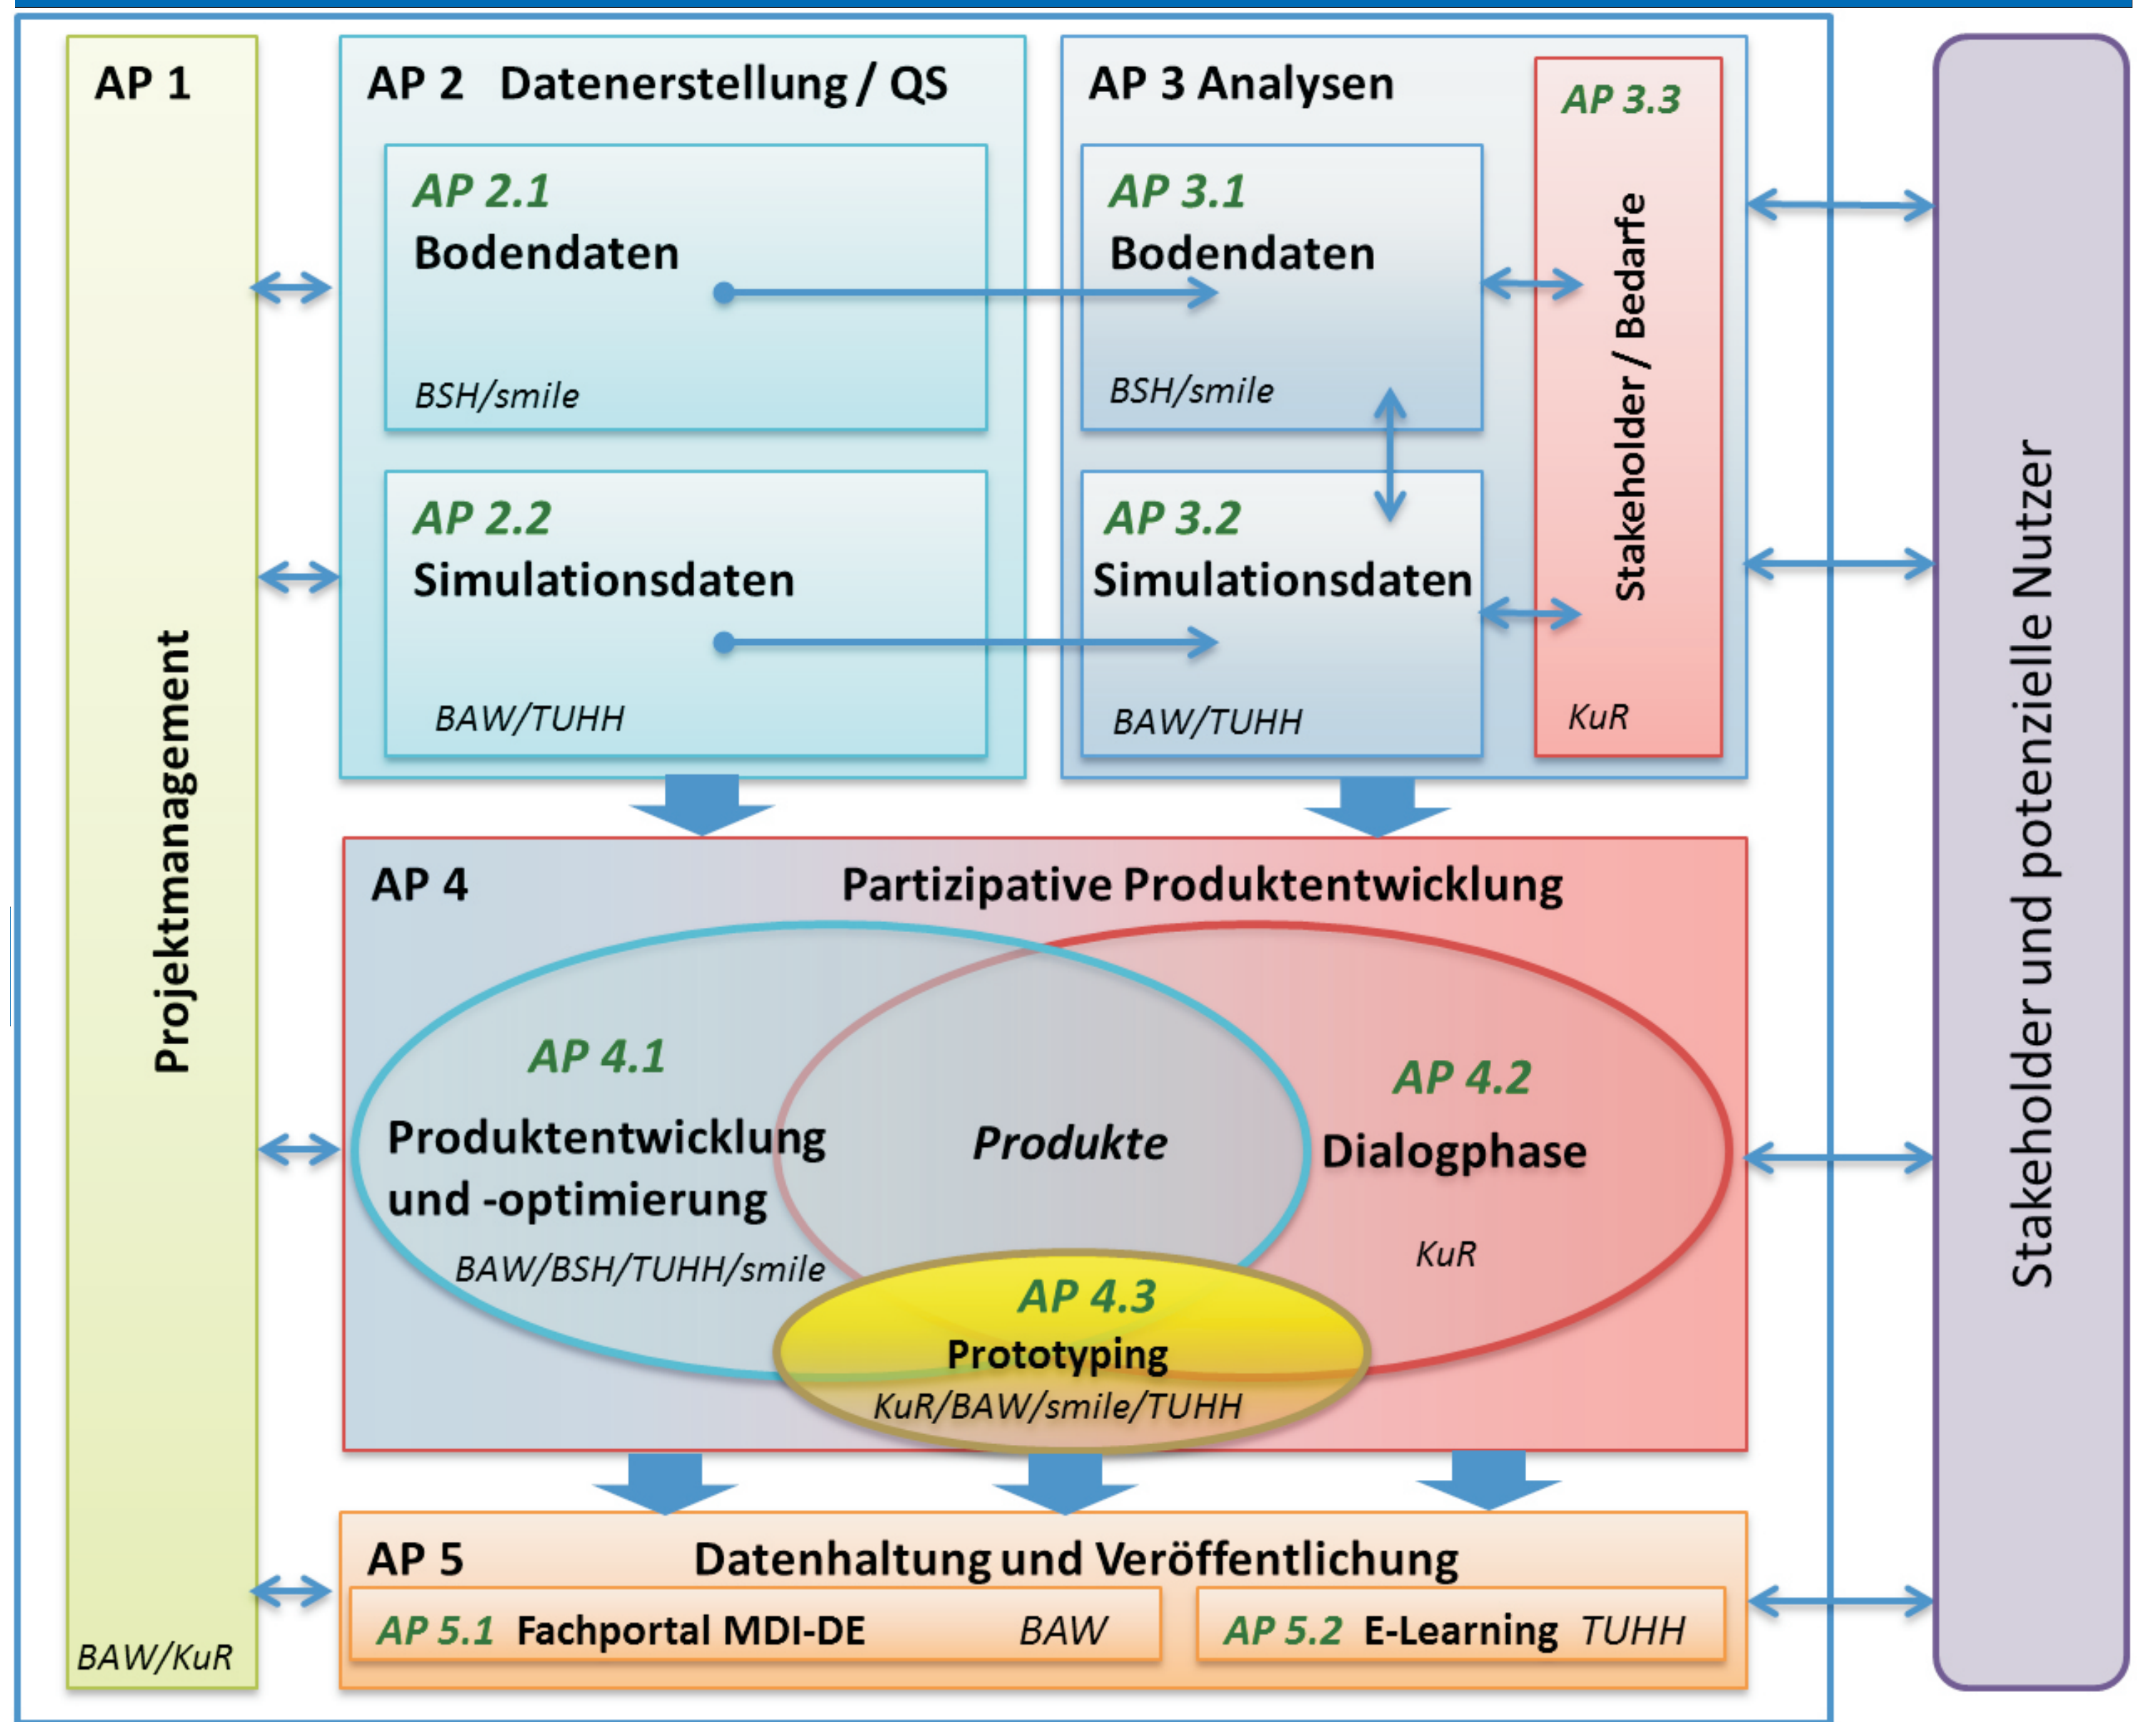 AP 1
Projektmanagement
BAW/KuR
AP 2 Datenerstellung / QS
AP 2.1
Bodendaten
BSH/smile
AP 2.2
Simulationsdaten
BAW/TUHH
AP 3 Analysen
AP 3.1
Bodendaten
BSH/smile
AP 3.2
Simulationsdaten
BAW/TUHH
AP 3.3
Stakeholder / Bedarfe
KuR
AP 4 Partizipative Produktentwicklung
AP 4.1
Produktentwicklung
und -optimierung
BAW/BSH/TUHH/smile
Produkte
AP 4.2
Dialogphase
KuR
AP 4.3
Prototyping
KuR/BAW/smile/TUHH
AP 5 Datenhaltung und Veröffentlichung
AP 5.1 Fachportal MDI-DE BAW
AP 5.2 E-Learning TUHH
Stakeholder und potenzielle Nutzer